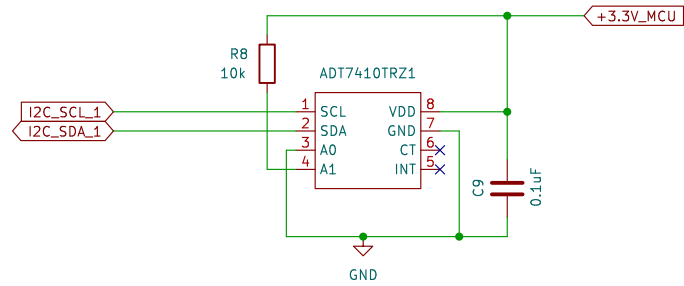 +3.3V_MCU
R8
10k
ADT7410TRZ1
I2C_SCL_1
I2C_SDA_1
1 SCL VDD 8
2 SDA GND 7
3 A0 CT 6
4 A1 INT 5
C9
0.1uF
GND